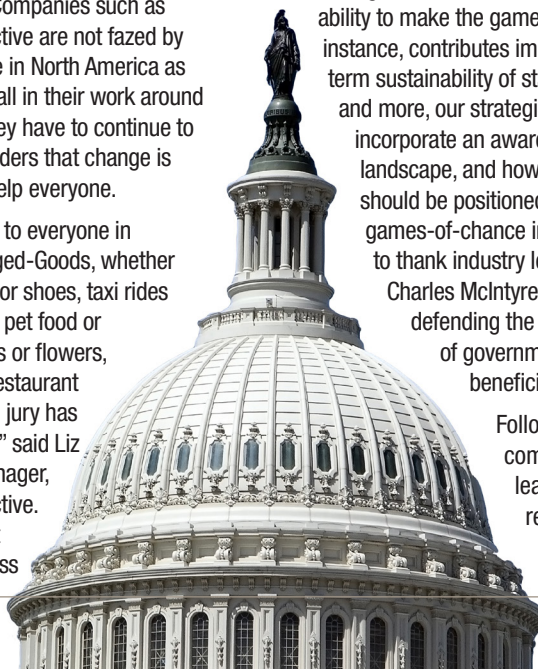 Companies such as
ctive are not fazed by
e in North America as
all in their work around
ey have to continue to
ders that change is
elp everyone.
to everyone in
ged-Goods, whether
or shoes, taxi rides
pet food or
s or flowers,
estaurant
jury has
” said Liz
nager,
ctive.
ss
ability to make the game
instance, contributes im
term sustainability of st
and more, our strategi
incorporate an aware
landscape, and how
should be positioned
games-of-chance in
to thank industry le
Charles McIntyre
defending the
of governm
benefici
Follo
com
lea
re